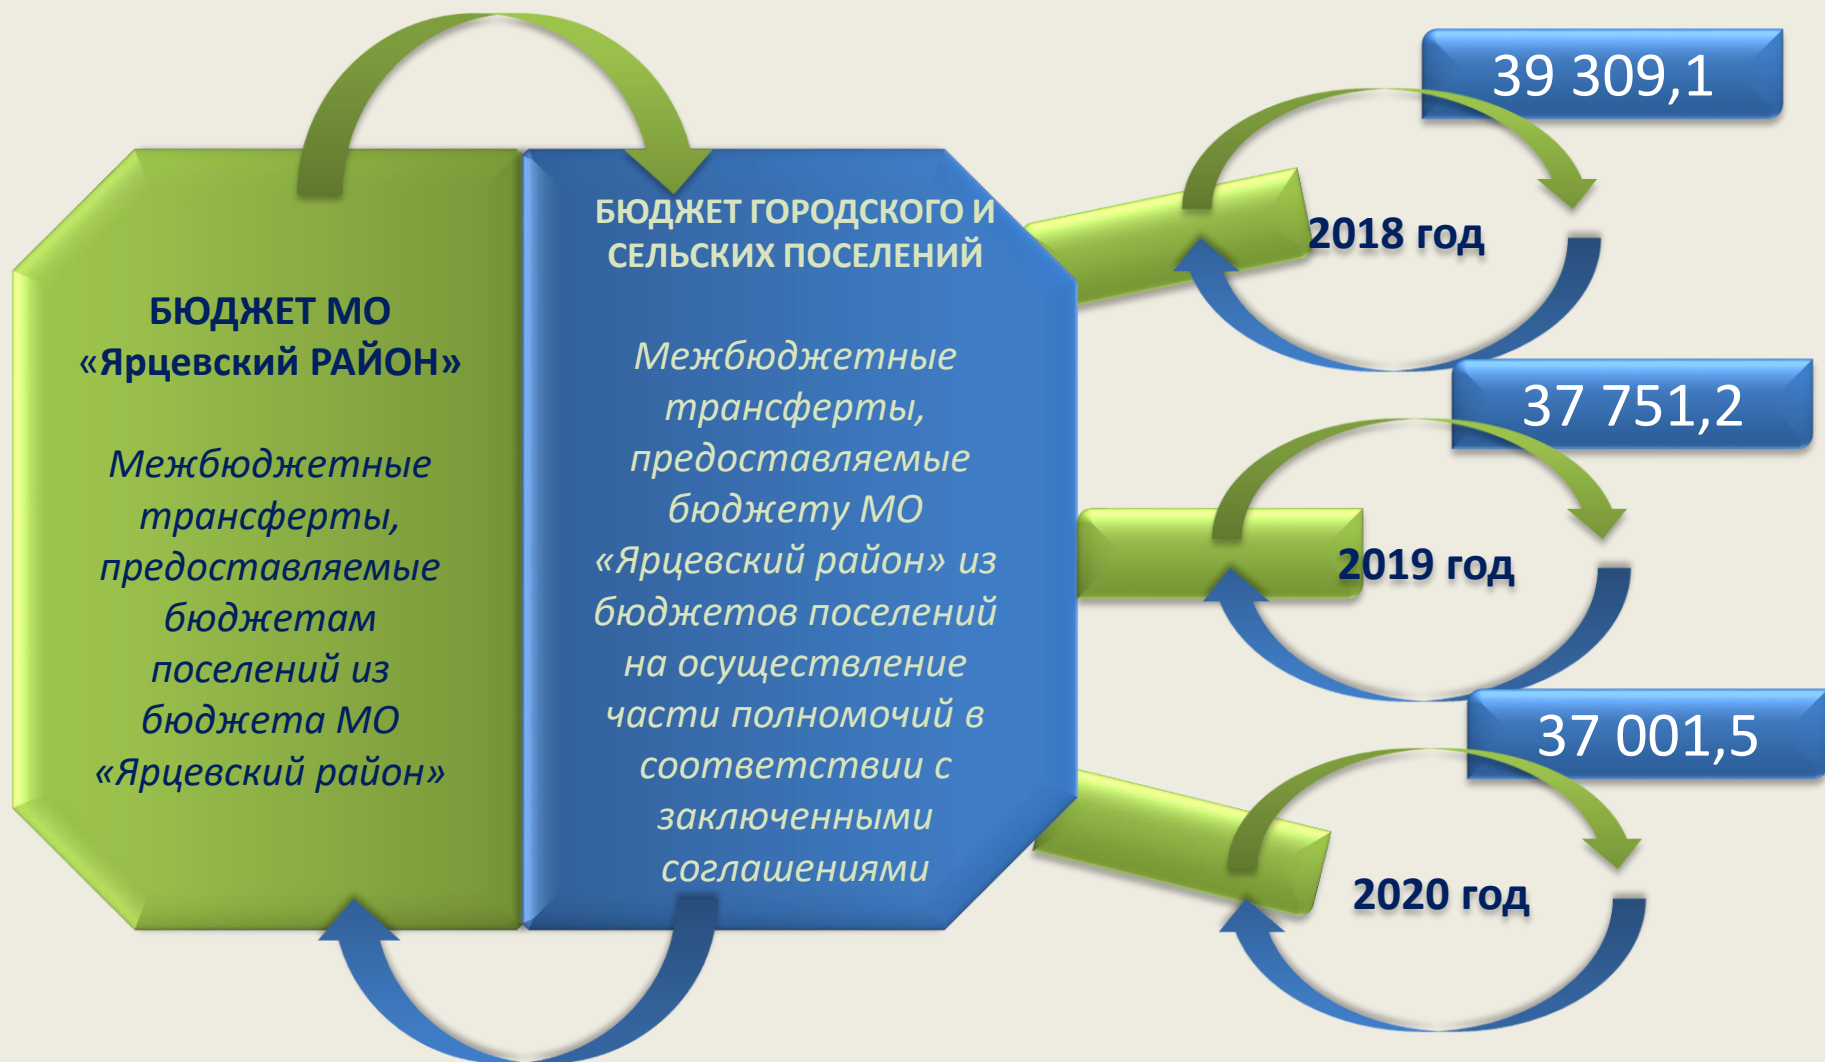 БЮДЖЕТ МО
«Ярцевский РАЙОН»
Межбюджетные
трансферты,
предоставляемые
бюджетам
поселений из
бюджета МО
«Ярцевский район»
БЮДЖЕТ ГОРОДСКОГО И
СЕЛЬСКИХ ПОСЕЛЕНИЙ
Межбюджетные
трансферты,
предоставляемые
бюджету МО
«Ярцевский район» из
бюджетов поселений
на осуществление
части полномочий в
соответствии с
заключенными
соглашениями
39 309,1
2018 год
37 751,2
2019 год
37 001,5
2020 год